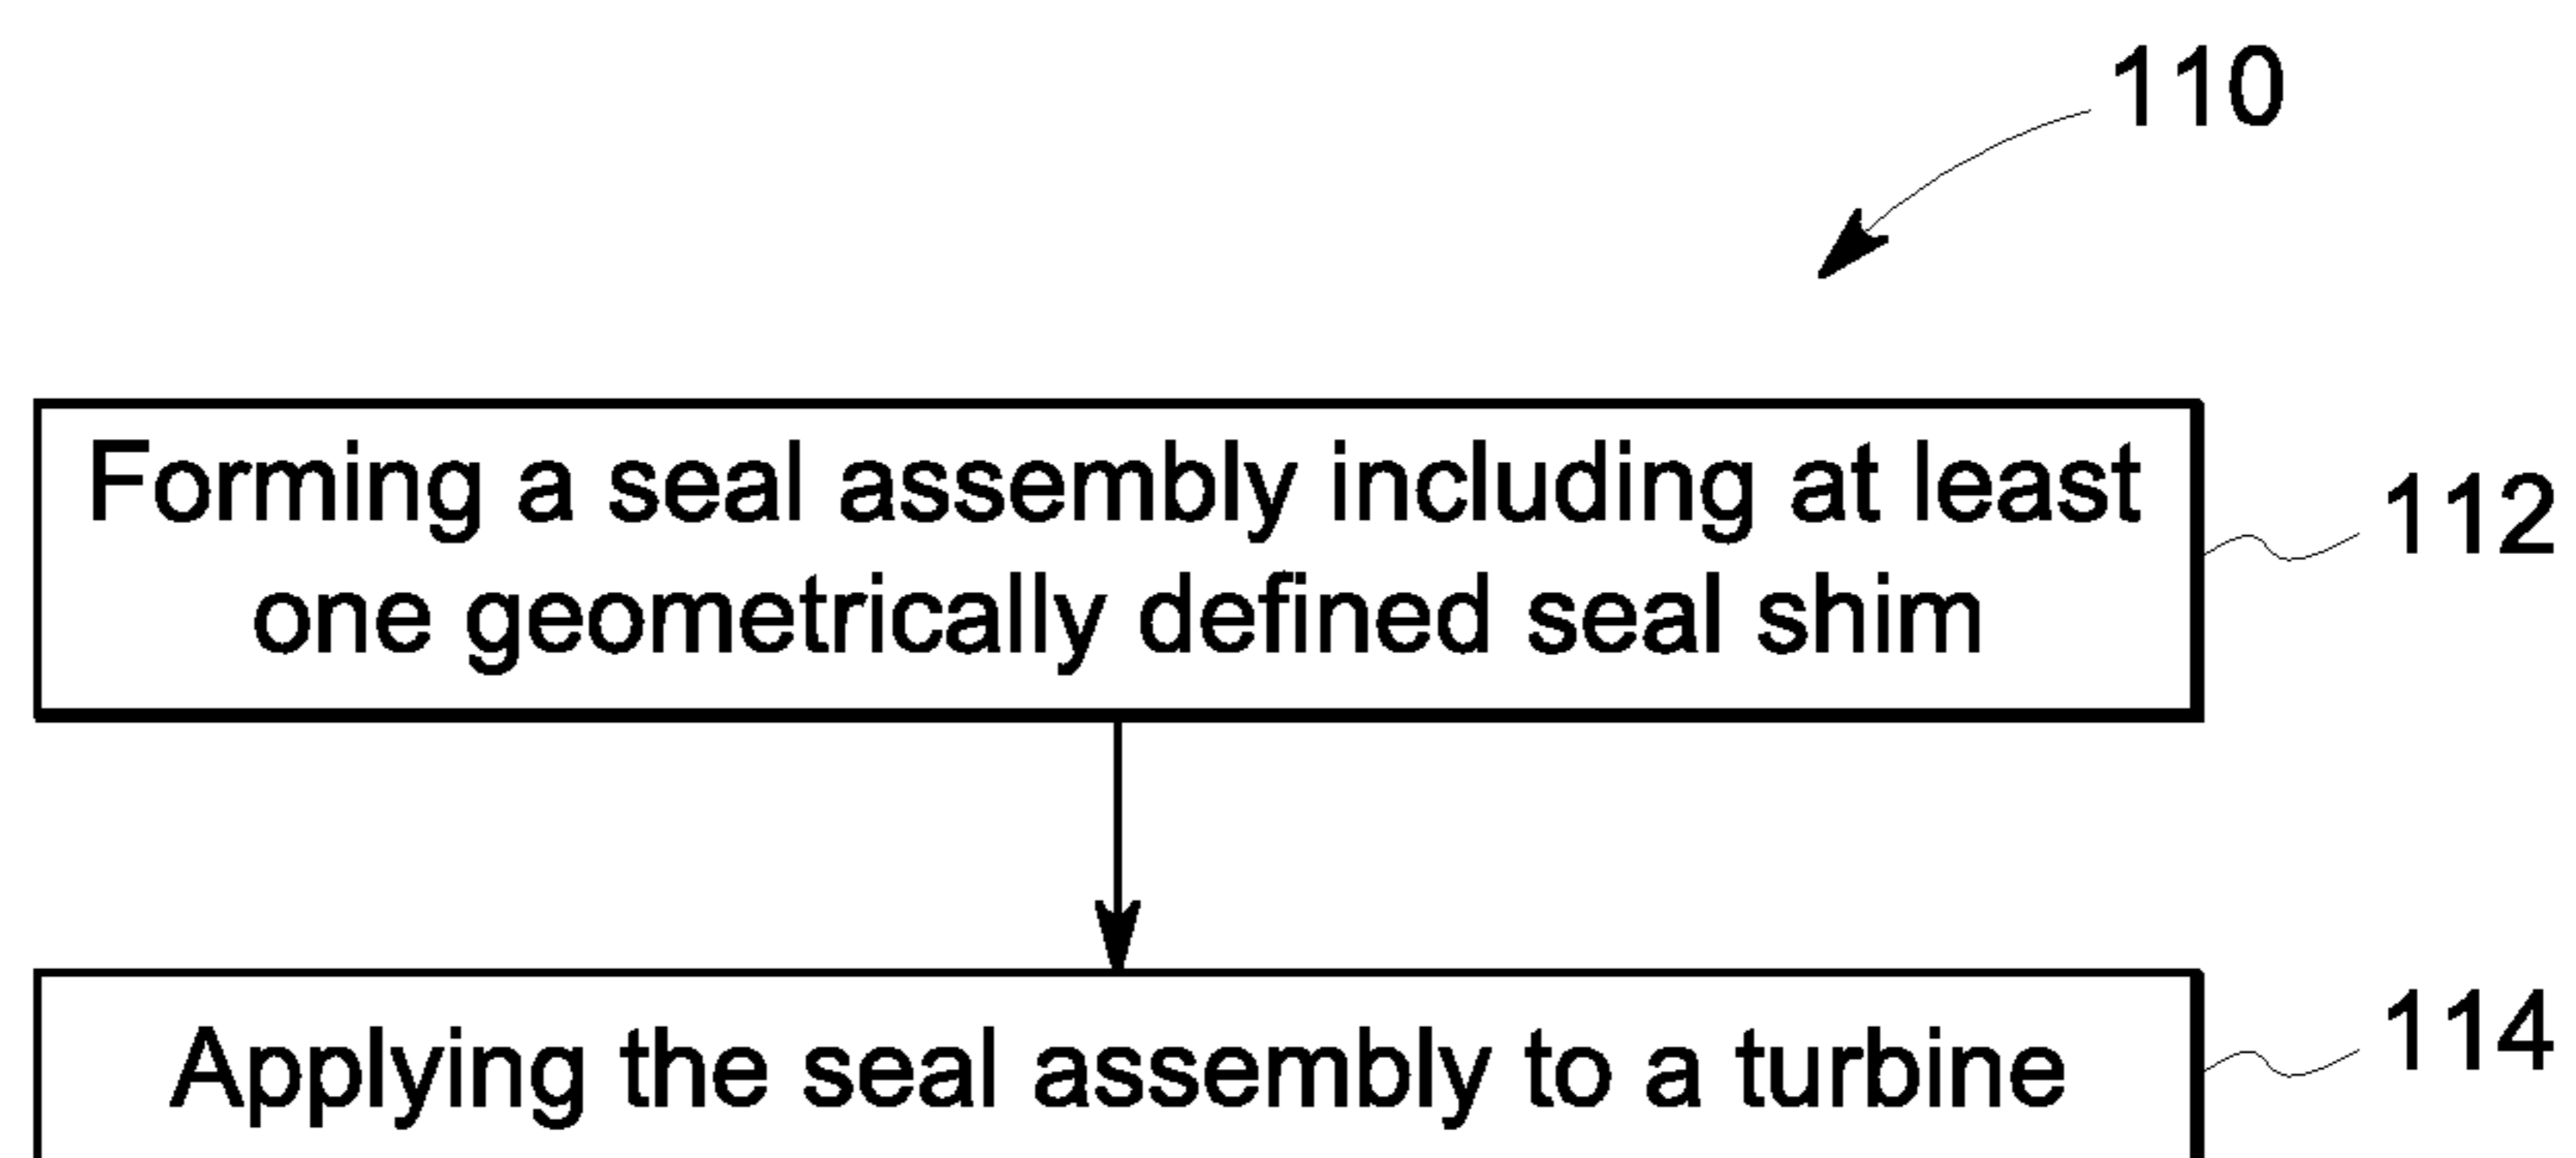 110
Forming a seal assembly including at least
one geometrically defined seal shim
112
Applying the seal assembly to a turbine
114